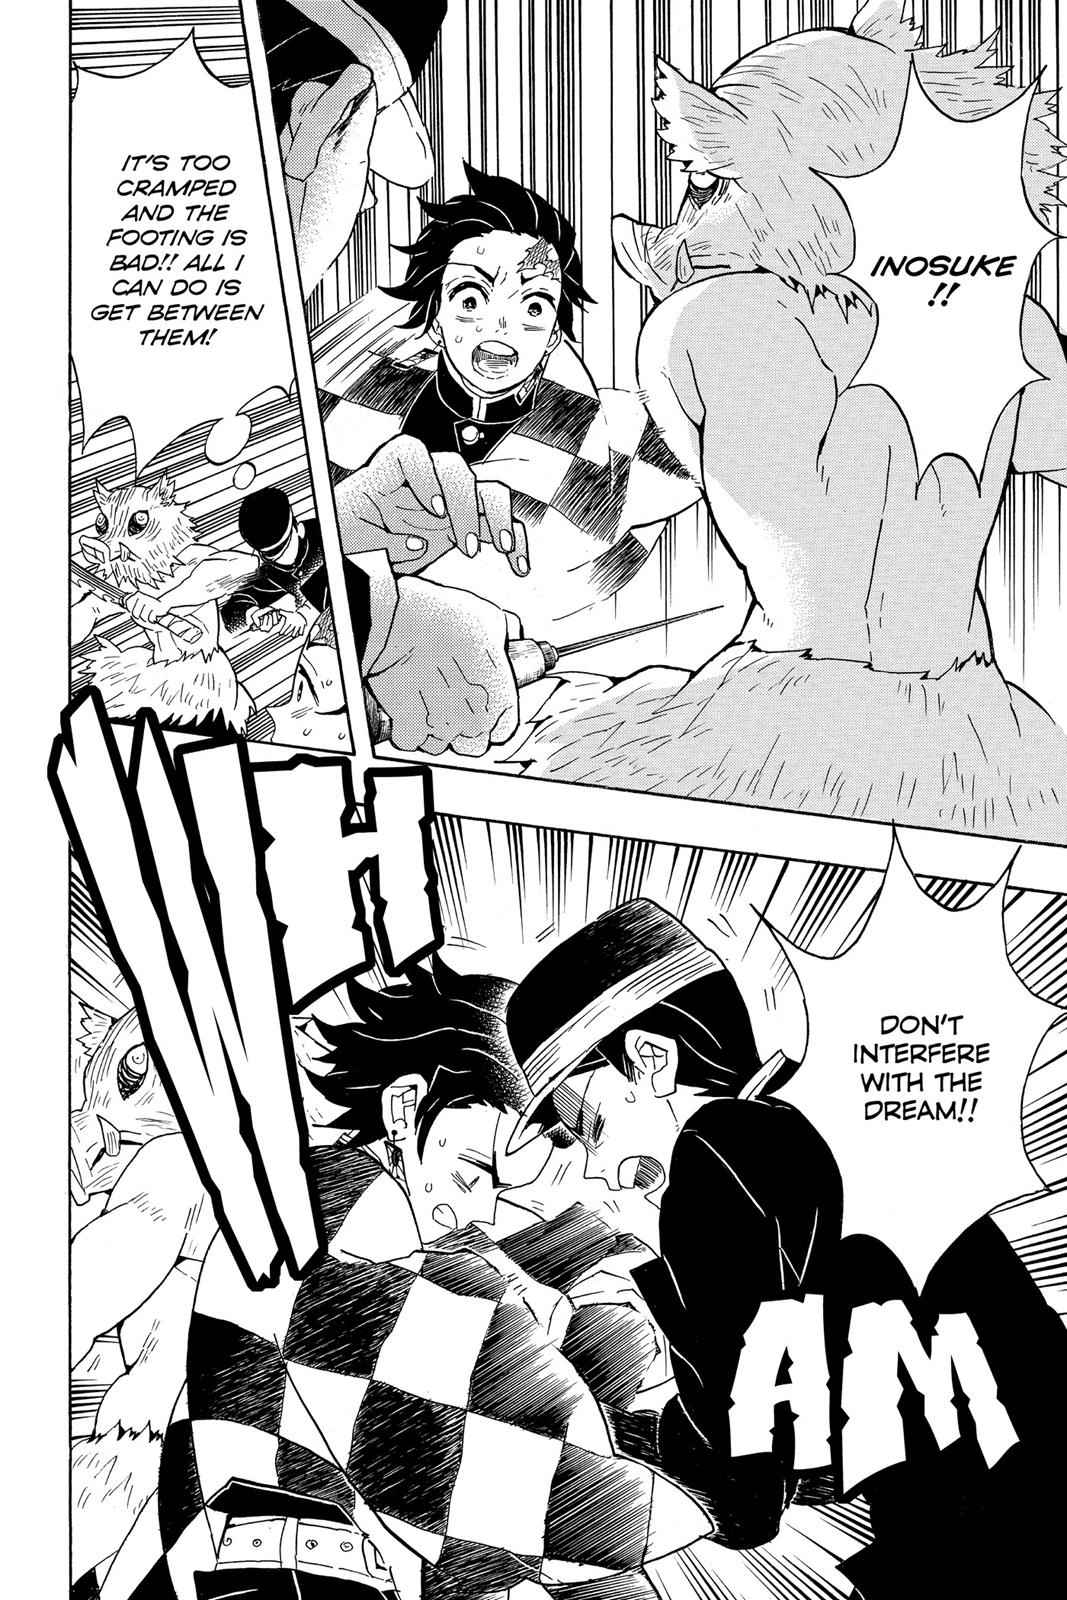 INOSUKE
!!
IT'S TOO
CRAMPED
AND THE
FOOTING IS
BAD!! ALL I
CAN DO IS
GET BETWEEN
THEM!
DON'T
INTERFERE
WITH THE
DREAM!!
WH
AM